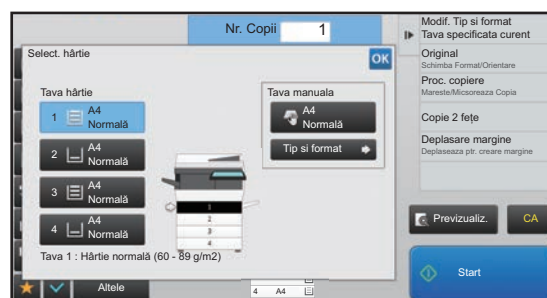 Nr. Copii 1
Select. hârtie
OK
Tava hârtie
1 A4
Normală
2 A4
Normală
3 A4
Normală
4 A4
Normală
Tava manuala
A4
Normală
Tip si format
1
2
3
4
Tava 1 : Hârtie normală (60 - 89 g/m2)
Altele
4 A4
Modif. Tip si format
Tava specificata curent
Original
Schimba Format/Orientare
Proc. copiere
Mareste/Micsoreaza Copia
Copie 2 fețe
Deplasare margine
Deplaseaza ptr. creare margine
Previzualiz.
CA
Start